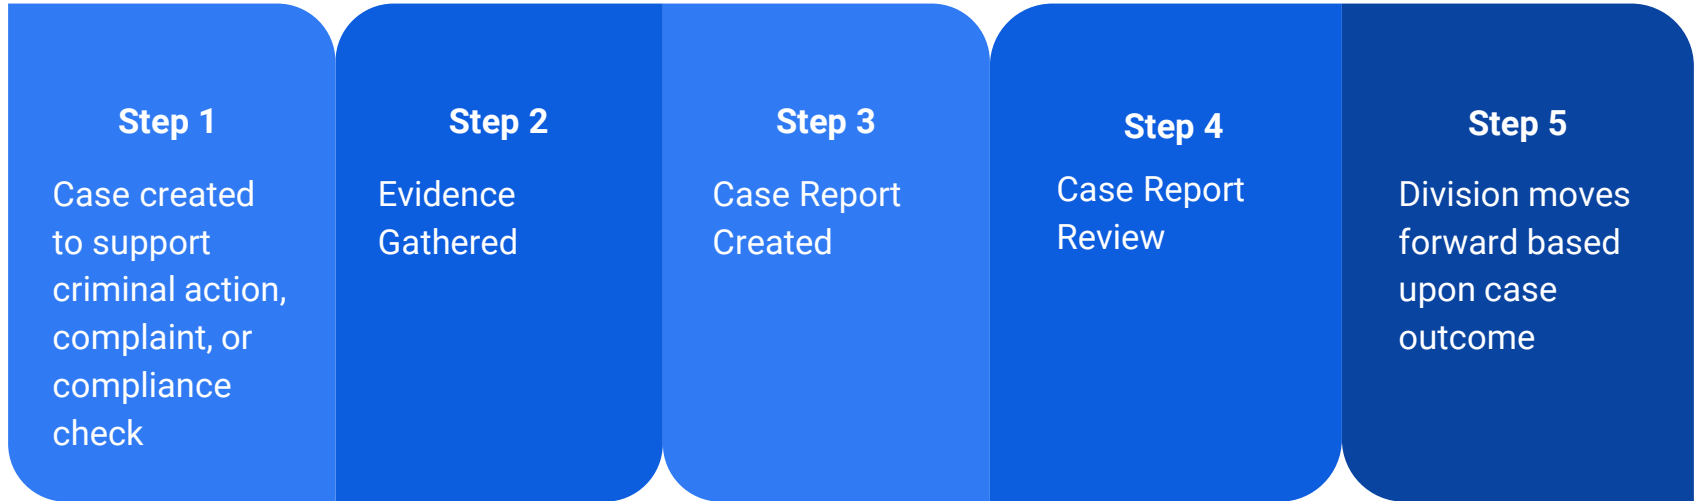 Step 1
Case created
to support
criminal action,
complaint, or
compliance
check
Step 2
Evidence
Gathered
Step 3
Case Report
Created
Step 4
Case Report
Review
Step 5
Division moves
forward based
upon case
outcome